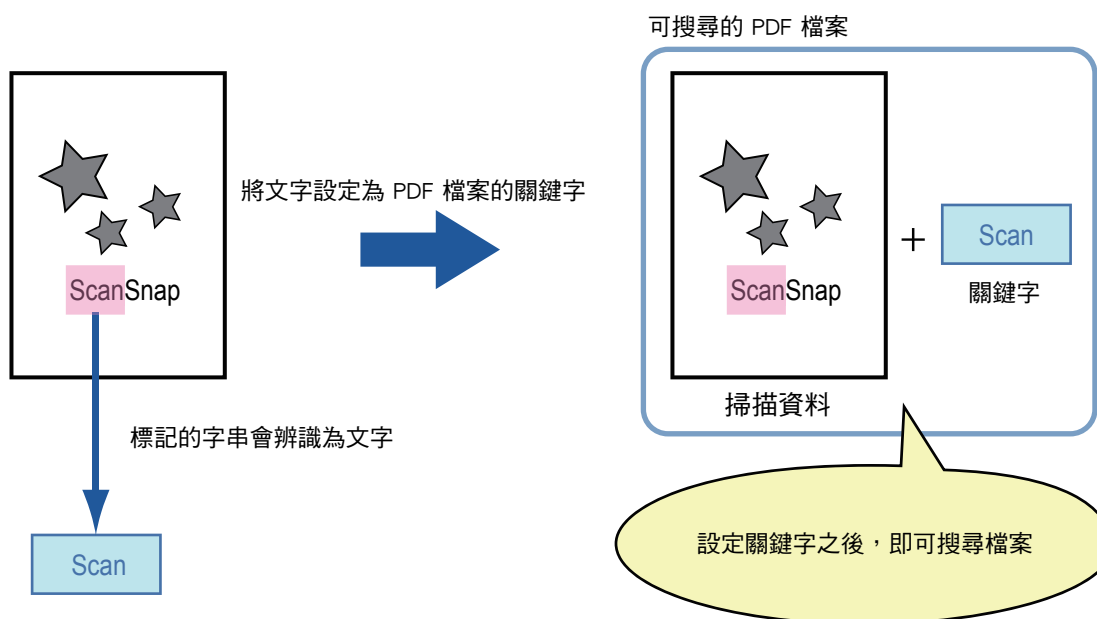 可搜尋的 PDF 檔案
將文字設定為 PDF 檔案的關鍵字
ScanSnap
標記的字串會辨識為文字
Scan
ScanSnap
掃描資料
+
Scan
關鍵字
設定關鍵字之後，即可搜尋檔案